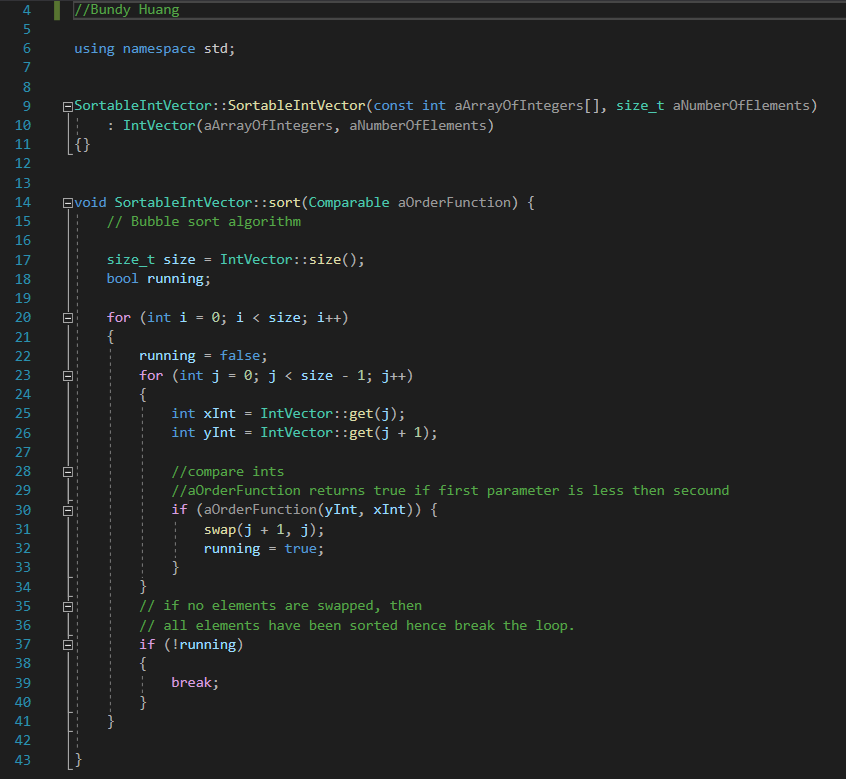 4 //Bundy Huang
5
6 using namespace std;
7
8
9 SortableIntVector::SortableIntVector(const int aArrayOfIntegers[], size_t aNumberOfElements)
10 : IntVector(aArrayOfIntegers, aNumberOfElements)
11 {}
12
13
14 void SortableIntVector::sort(Comparable aOrderFunction) {
15 // Bubble sort algorithm
16
17 size_t size = IntVector::size();
18 bool running;
19
20 for (int i = 0; i < size; i++)
21 {
22 running = false;
23 for (int j = 0; j < size - 1; j++)
24 {
25 int xInt = IntVector::get(j);
26 int yInt = IntVector::get(j + 1);
27
28 //compare ints
29 //aOrderFunction returns true if first parameter is less then secound
30 if (aOrderFunction(yInt, xInt)) {
31 swap(j + 1, j);
32 running = true;
33 }
34 }
35 // if no elements are swapped, then
36 // all elements have been sorted hence break the loop.
37 if (!running)
38 {
39 break;
40 }
41 }
42
43 }